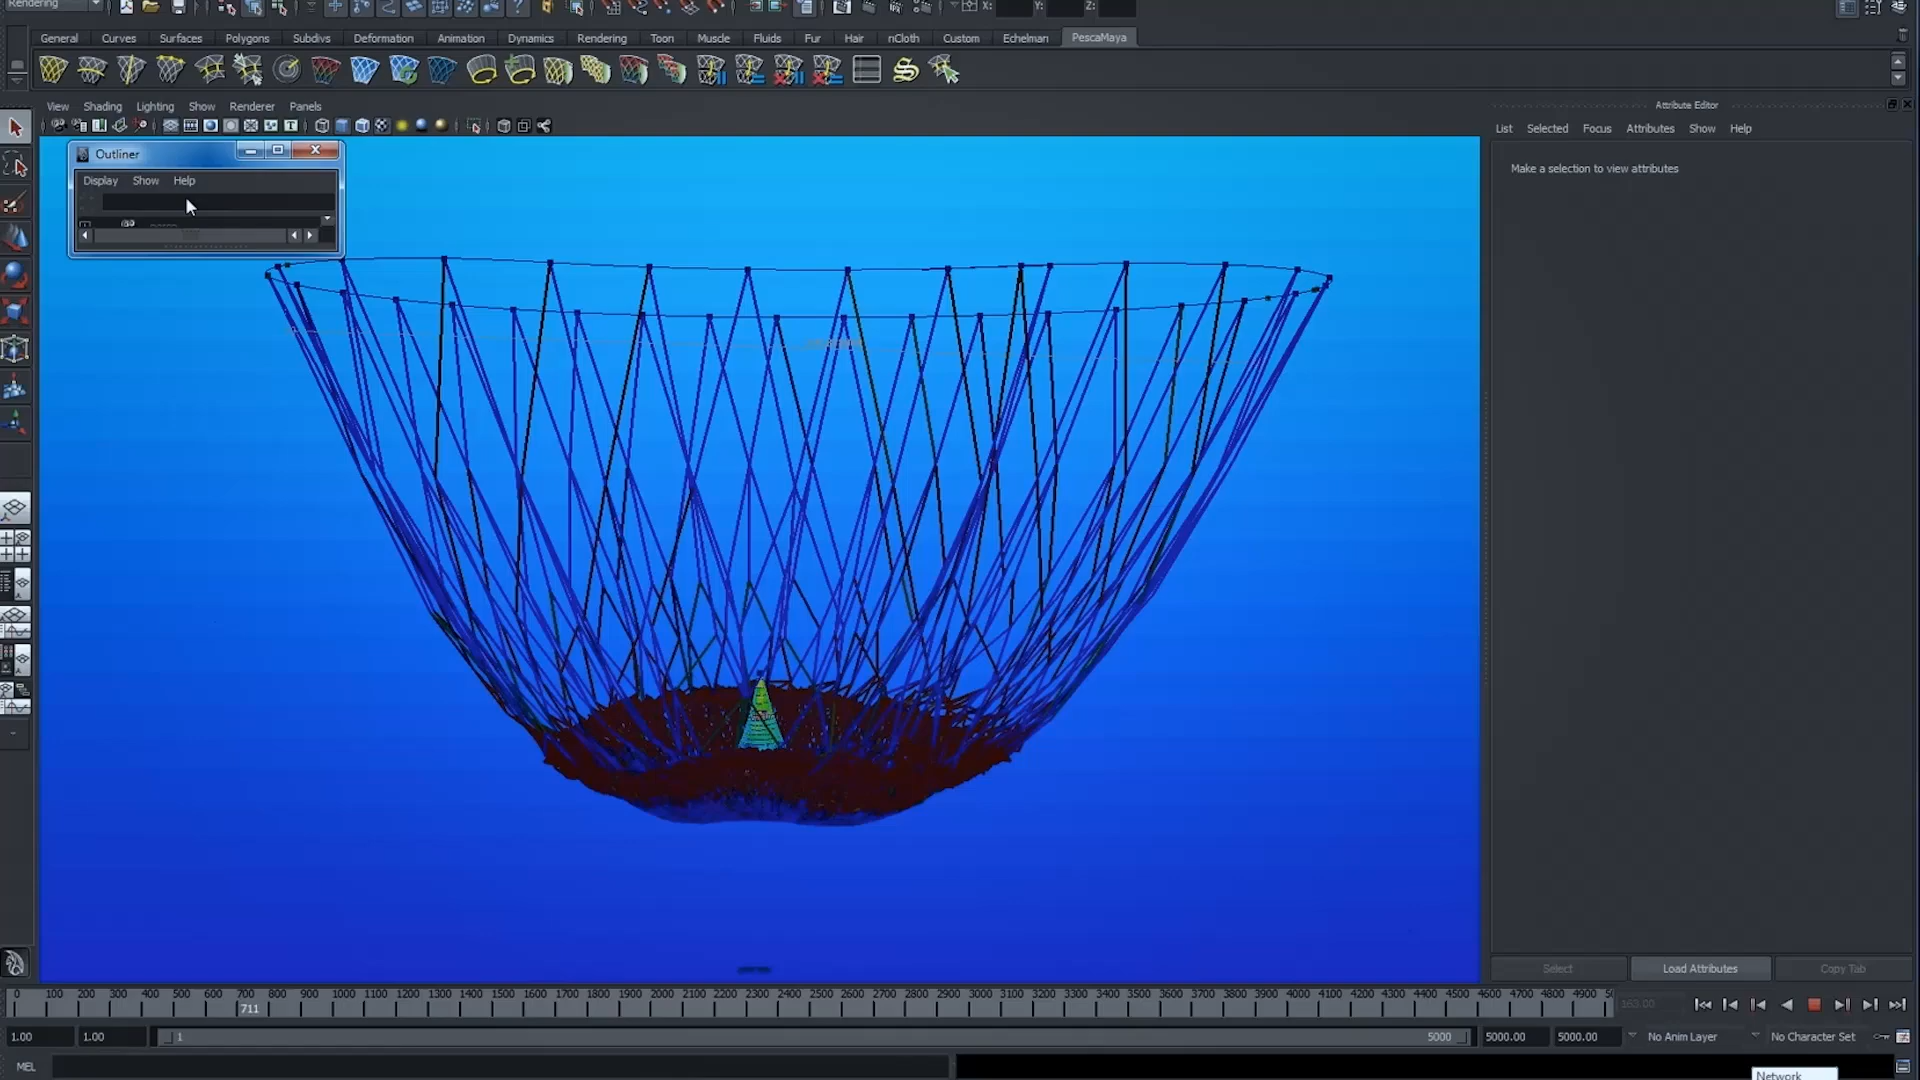 Rendering
X: Y: Z:
General Curves Surfaces Polygons Subdivs Deformation Animation Dynamics Rendering Toon Muscle Fluids Fur Hair nCloth Custom Echelman PescaMaya
View Shading Lighting Show Renderer Panels
Attribute Editor
List Selected Focus Attributes Show Help
Outliner
Display Show Help
Make a selection to view attributes
Select Load Attributes Copy Tab
0 100 200 300 400 500 600 700 800 900 1000 1100 1200 1300 1400 1500 1600 1700 1800 1900 2000 2100 2200 2300 2400 2500 2600 2700 2800 2900 3000 3100 3200 3300 3400 3500 3600 3700 3800 3900 4000 4100 4200 4300 4400 4500 4600 4700 4800 4900
711
163.00
1.00 1.00 1 5000 5000.00 5000.00 No Anim Layer No Character Set
MEL
Network